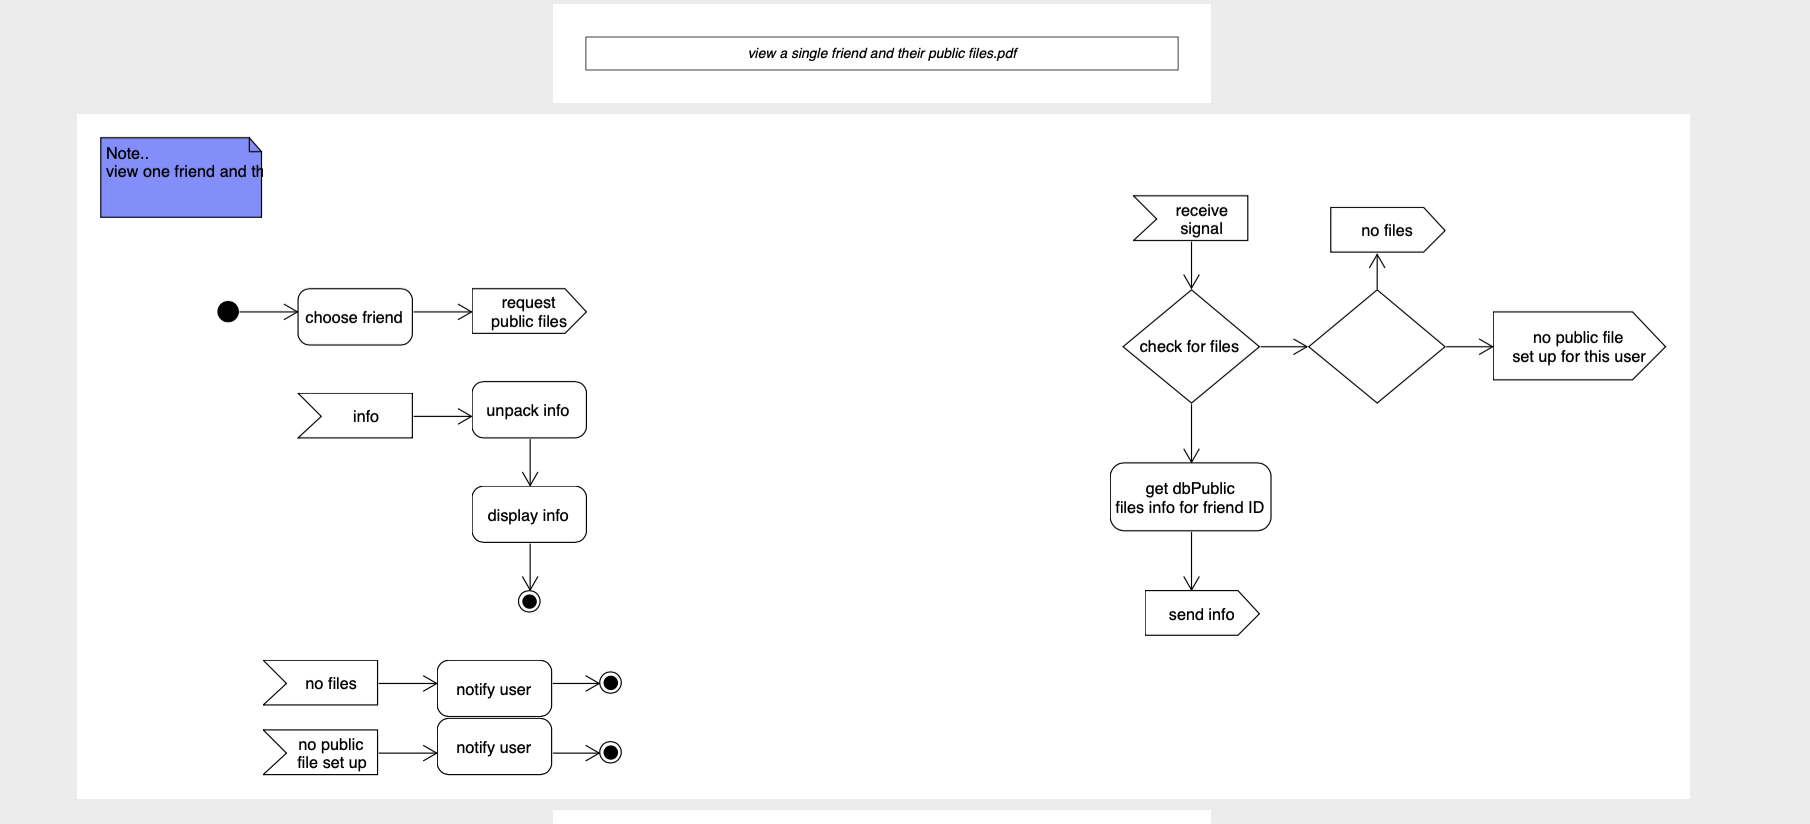 view a single friend and their public files.pdf
Note..
view one friend and th
choose friend
request
public files
info
unpack info
display info
no files
notify user
no public
file set up
notify user
receive
signal
check for files
no files
no public file
set up for this user
get dbPublic
files info for friend ID
send info